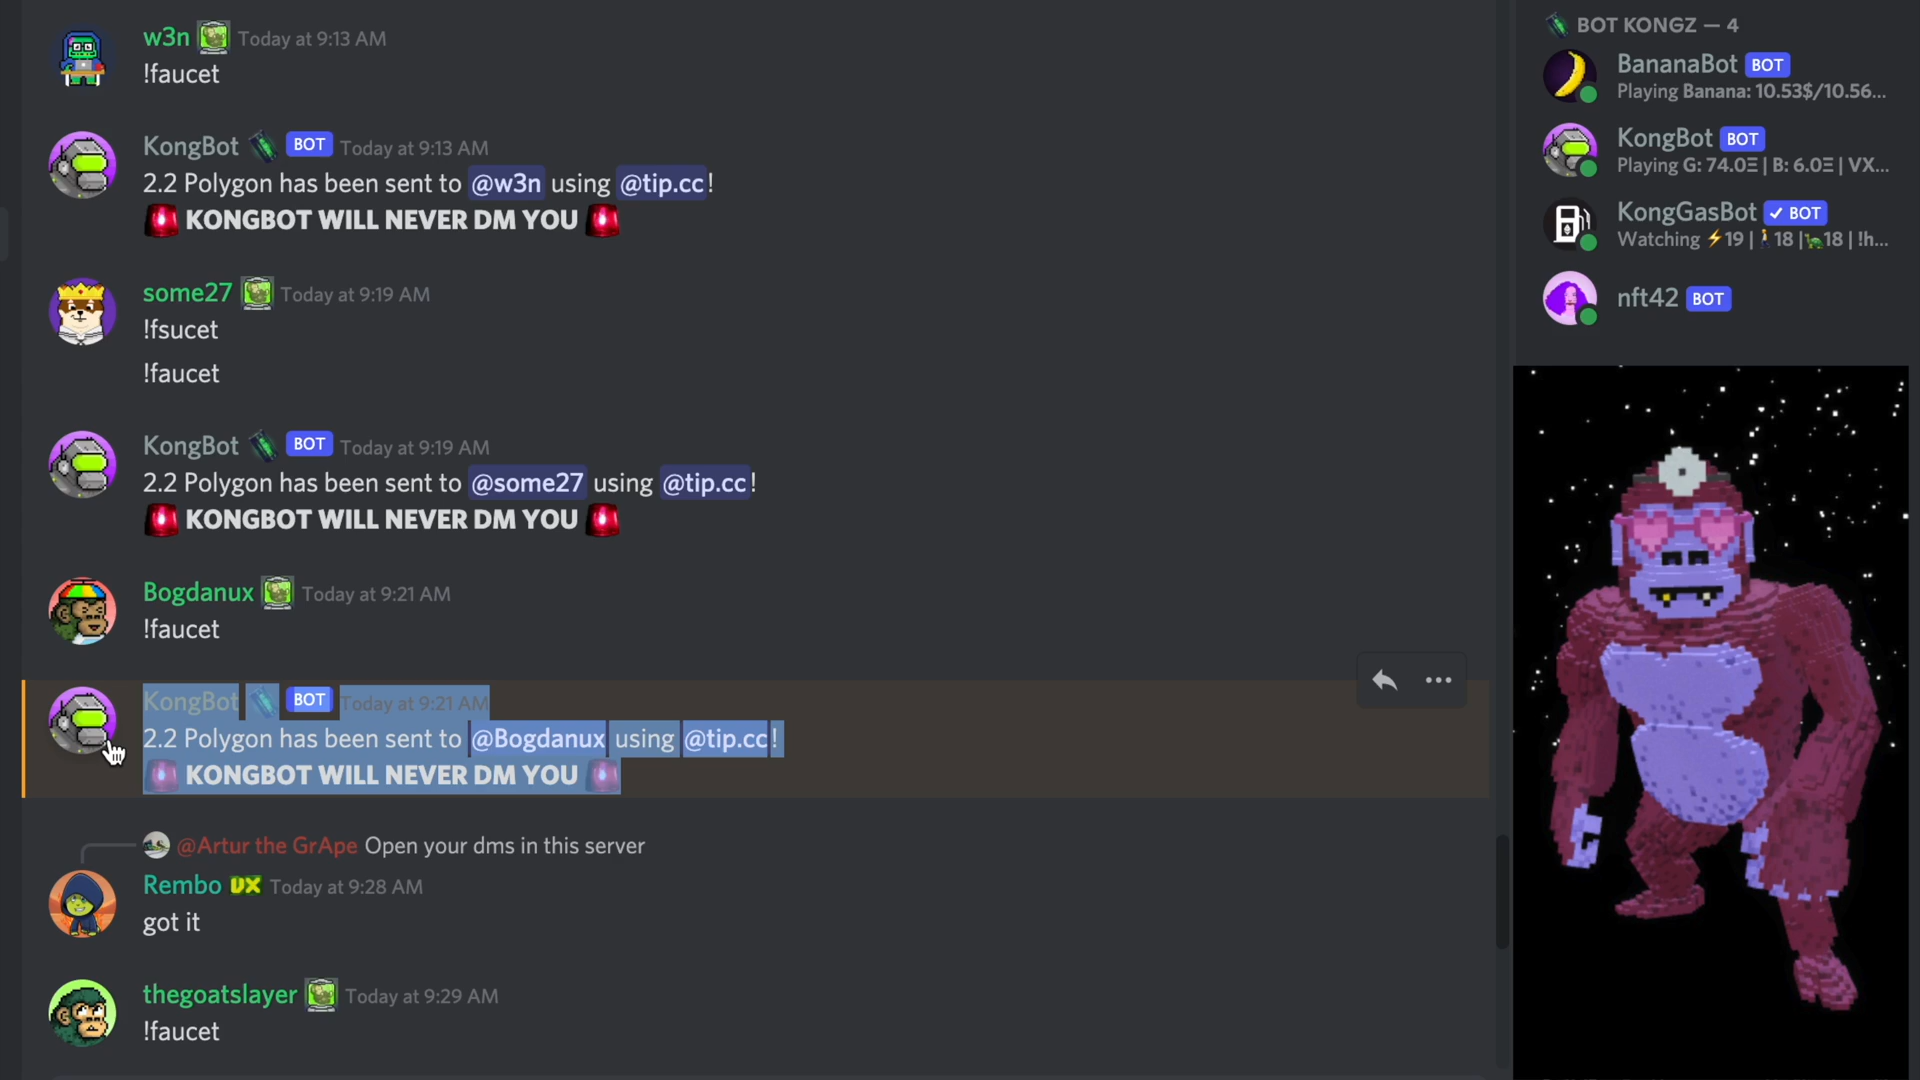 w3n Today at 9:13 AM
!faucet
KongBot BOT Today at 9:13 AM
2.2 Polygon has been sent to @w3n using @tip.cc!
KONGBOT WILL NEVER DM YOU
some27 Today at 9:19 AM
!fsucet
!faucet
KongBot BOT Today at 9:19 AM
2.2 Polygon has been sent to @some27 using @tip.cc!
KONGBOT WILL NEVER DM YOU
Bogdanux Today at 9:21 AM
!faucet
KongBot BOT Today at 9:21 AM
2.2 Polygon has been sent to @Bogdanux using @tip.cc!
KONGBOT WILL NEVER DM YOU
@Artur the GrApe Open your dms in this server
Rembo DX Today at 9:28 AM
got it
thegoatslayer Today at 9:29 AM
!faucet
BOT KONGZ — 4
BananaBot BOT
Playing Banana: 10.53$/10.56...
KongBot BOT
Playing G: 74.0Ξ | B: 6.0Ξ | VX...
KongGasBot ✓ BOT
Watching ⚡19 | 🚶18 | 🐢18 | !h...
nft42 BOT